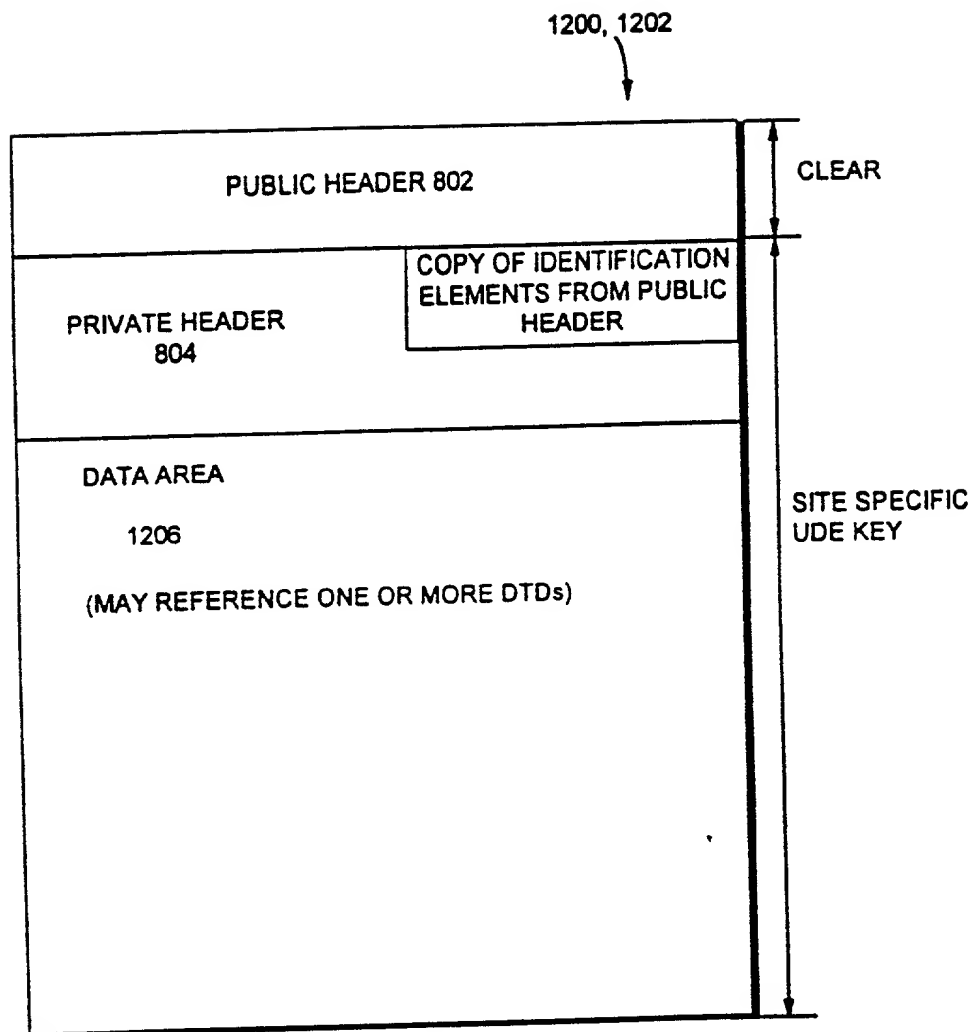 1200, 1202
PUBLIC HEADER 802
CLEAR
COPY OF IDENTIFICATION
ELEMENTS FROM PUBLIC
HEADER
PRIVATE HEADER
804
DATA AREA
1206
(MAY REFERENCE ONE OR MORE DTDs)
SITE SPECIFIC
UDE KEY